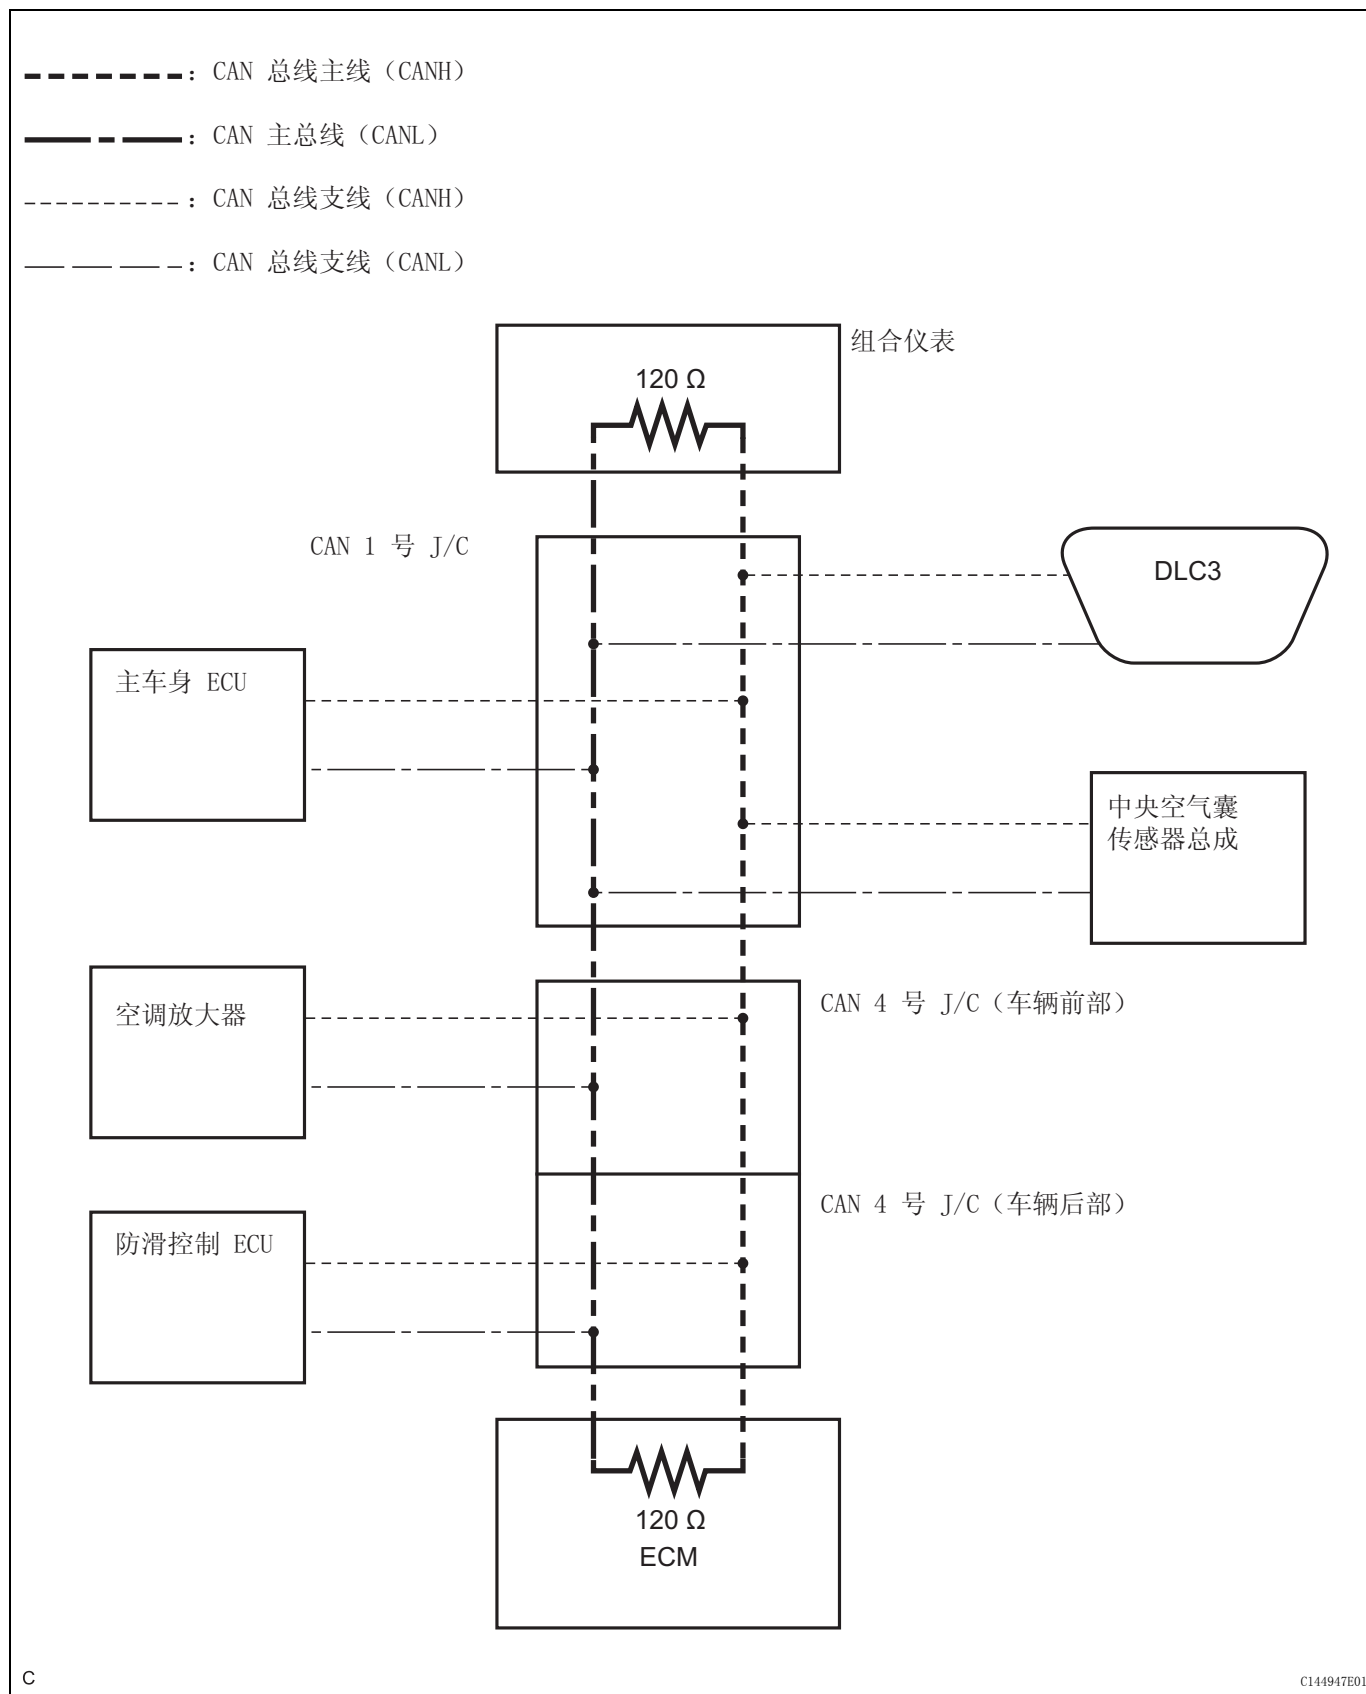 : CAN 总线主线（CANH）
: CAN 主总线（CANL）
: CAN 总线支线（CANH）
: CAN 总线支线（CANL）
组合仪表
120 Ω
CAN 1 号 J/C
DLC3
主车身 ECU
中央空气囊
传感器总成
空调放大器
CAN 4 号 J/C（车辆前部）
CAN 4 号 J/C（车辆后部）
防滑控制 ECU
120 Ω
ECM
C
C144947E01